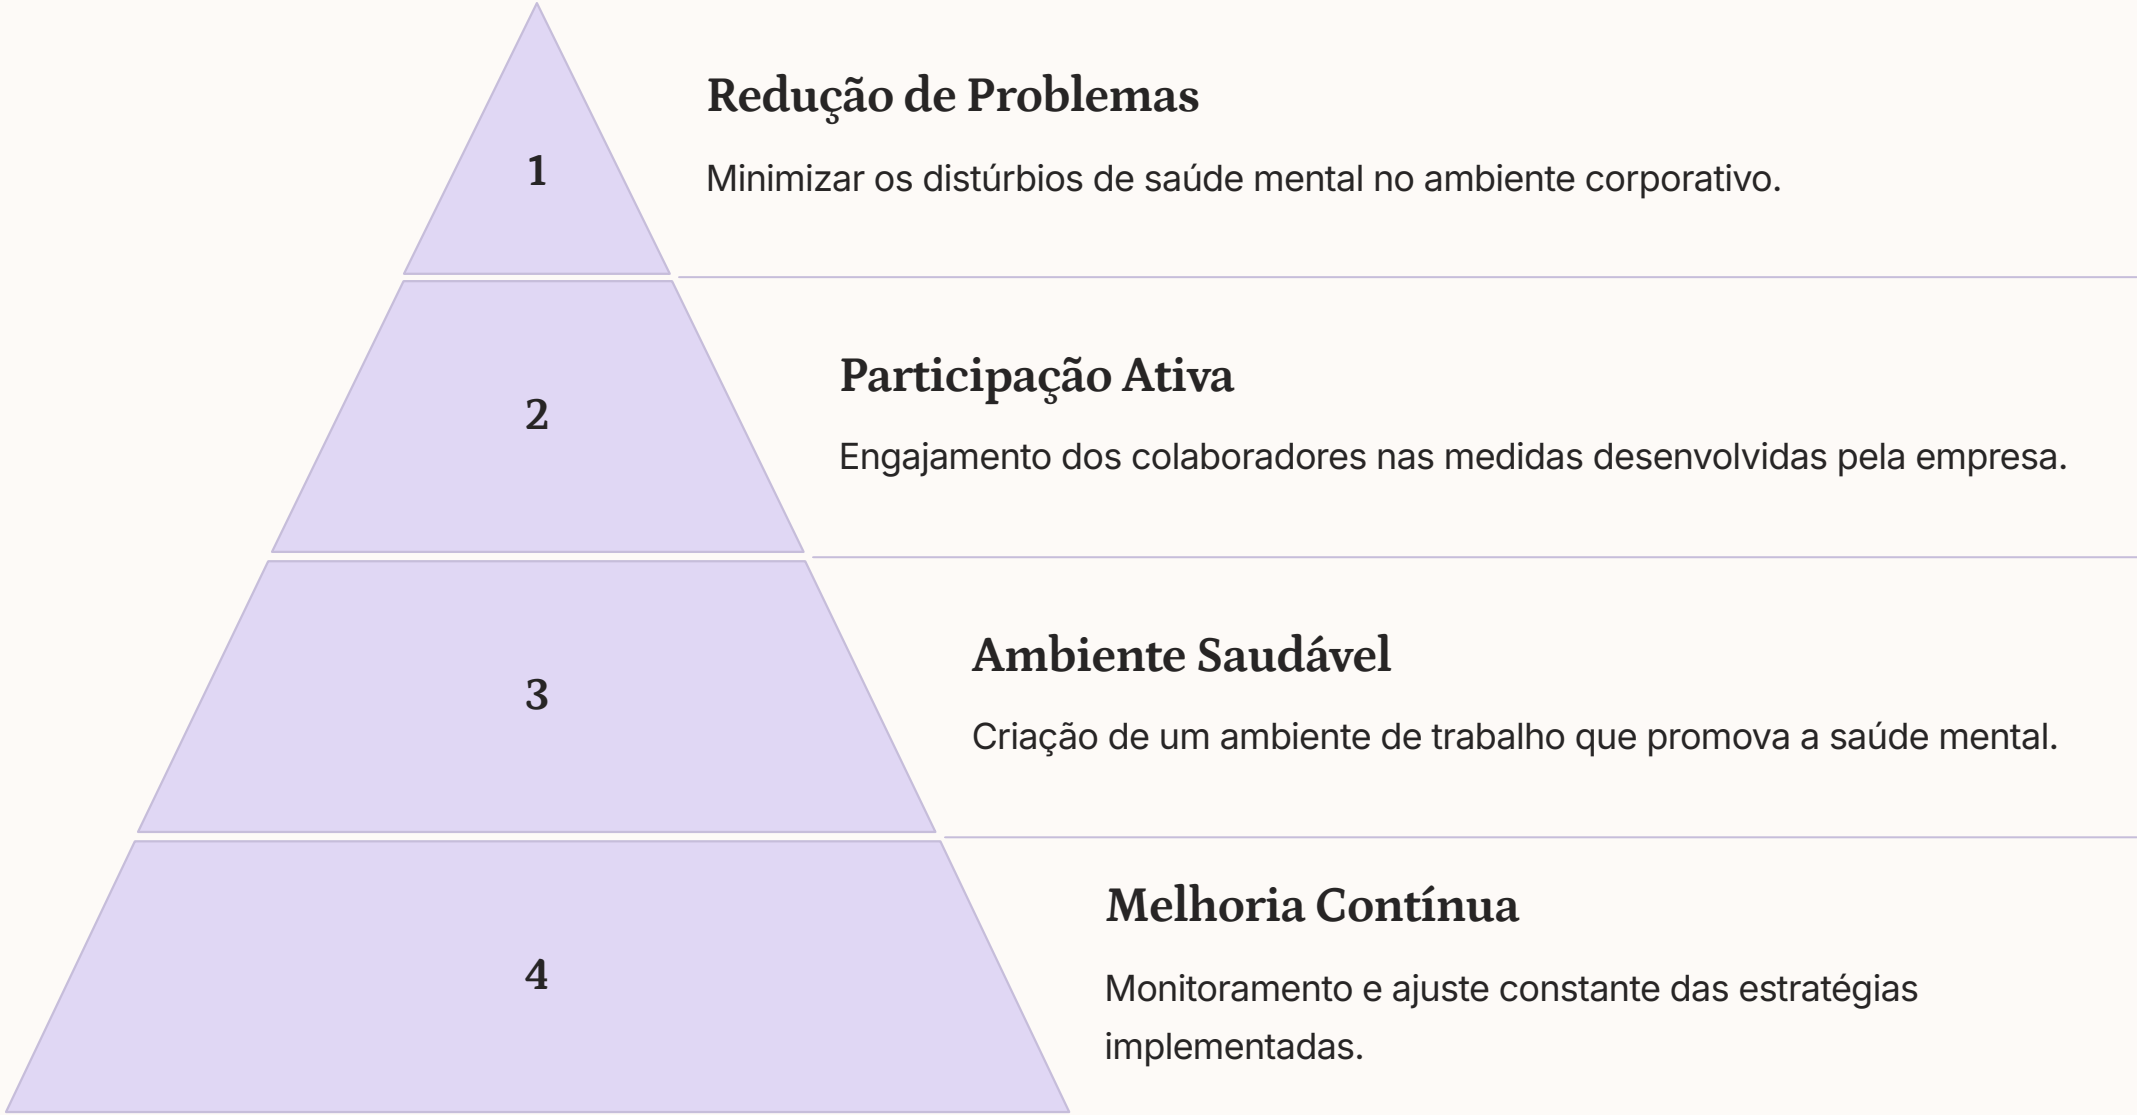 1
Redução de Problemas
Minimizar os distúrbios de saúde mental no ambiente corporativo.
2
Participação Ativa
Engajamento dos colaboradores nas medidas desenvolvidas pela empresa.
3
Ambiente Saudável
Criação de um ambiente de trabalho que promova a saúde mental.
4
Melhoria Contínua
Monitoramento e ajuste constante das estratégias
implementadas.